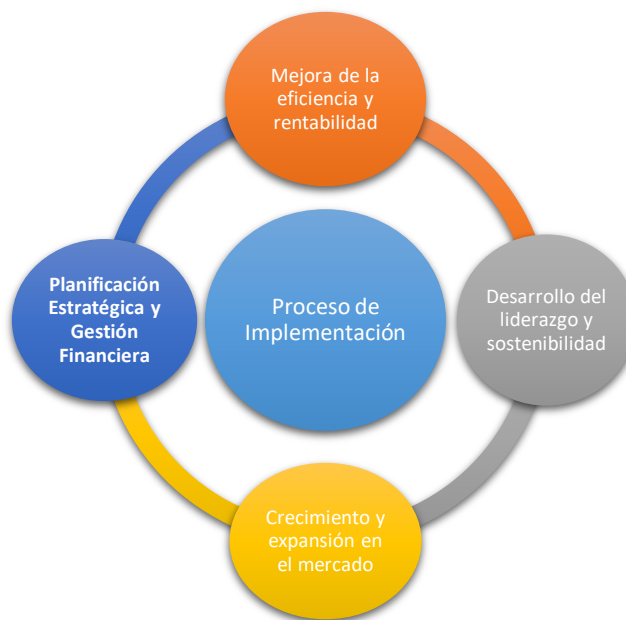 Mejora de la
eficiencia y
rentabilidad
Planificación
Estratégica y
Gestión
Financiera
Proceso de
Implementación
Desarrollo del
liderazgo y
sostenibilidad
Crecimiento y
expansión en
el mercado